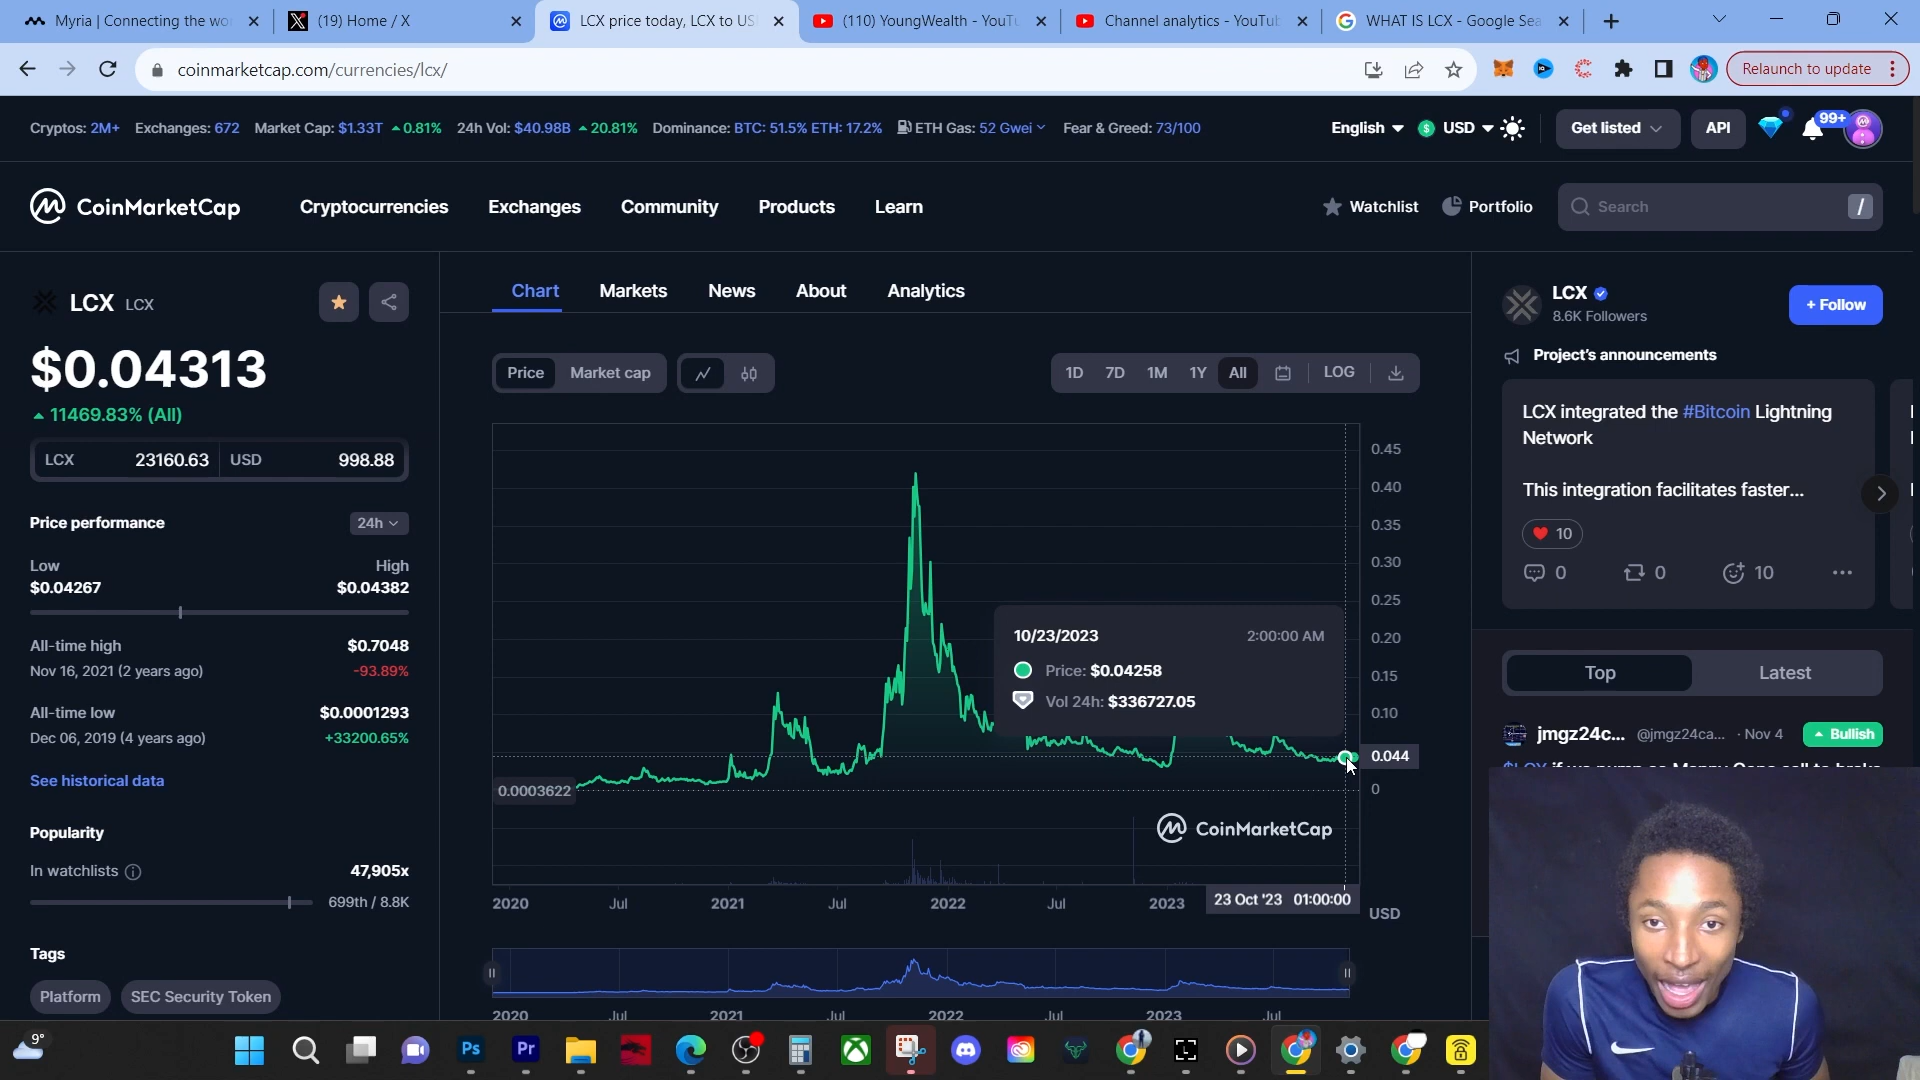 Myria | Connecting the wo
(19) Home / X
LCX price today, LCX to US
(110) YoungWealth - YouTu
Channel analytics - YouTub
WHAT IS LCX - Google Sea
coinmarketcap.com/currencies/lcx/
Relaunch to update
Cryptos: 2M+ Exchanges: 672 Market Cap: $1.33T 0.81% 24h Vol: $40.98B 20.81% Dominance: BTC: 51.5% ETH: 17.2% ETH Gas: 52 Gwei Fear & Greed: 73/100
English $ USD Get listed API 99+
CoinMarketCap Cryptocurrencies Exchanges Community Products Learn Watchlist Portfolio Search /
LCX LCX
$0.04313
11469.83% (All)
LCX 23160.63 USD 998.88
Price performance 24h
Low High
$0.04267 $0.04382
All-time high $0.7048
Nov 16, 2021 (2 years ago) -93.89%
All-time low $0.0001293
Dec 06, 2019 (4 years ago) +33200.65%
See historical data
Popularity
In watchlists 47,905x
699th / 8.8K
Tags
Platform SEC Security Token
Chart Markets News About Analytics
Price Market cap 1D 7D 1M 1Y All LOG
0.45
0.40
0.35
0.30
0.25
0.20
0.15
0.10
0.044
0
10/23/2023 2:00:00 AM
Price: $0.04258
Vol 24h: $336727.05
0.0003622
CoinMarketCap
2020 Jul 2021 Jul 2022 Jul 2023 23 Oct '23 01:00:00
USD
2020 Jul 2021 Jul 2022 Jul 2023 Jul
LCX
8.6K Followers
+ Follow
Project's announcements
LCX integrated the #Bitcoin Lightning
Network
This integration facilitates faster...
10
0 0 10
Top Latest
jmgz24c... @jmgz24ca... · Nov 4 Bullish
9°
Ps Pr